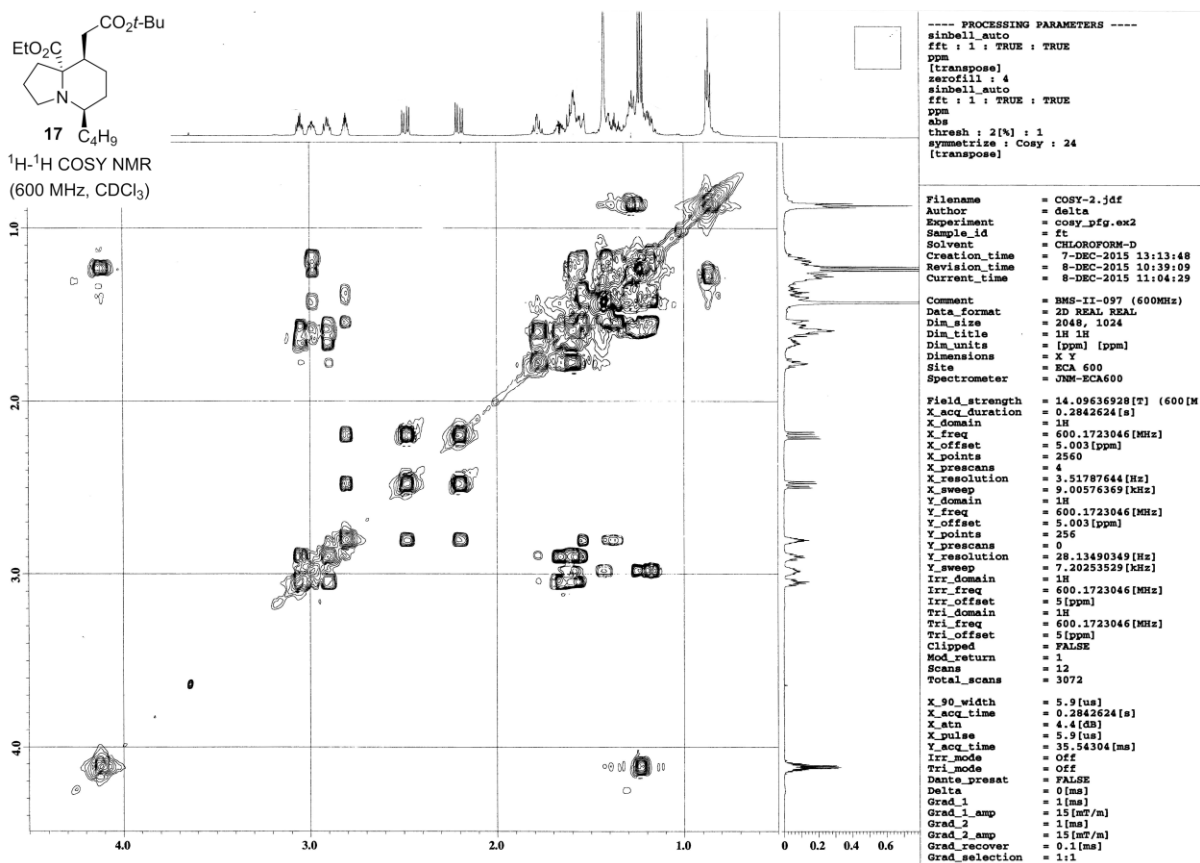 CO2t-Bu
EtO2C
N
17
C4H9
1H-1H COSY NMR
(600 MHz, CDCl3)
1.0
2.0
3.0
4.0
4.0 3.0 2.0 1.0
0 0.2 0.4 0.6 0.8
---- PROCESSING PARAMETERS ----
sinbell_auto
fft : 1 : TRUE : TRUE
ppm
[transpose]
zerofill : 4
sinbell_auto
fft : 1 : TRUE : TRUE
ppm
abs
thresh : 2[%] : 1
symmetrize : Cosy : 24
[transpose]
Filename = COSY-2.jdf
Author = delta
Experiment = cosy_pfg.ex2
Sample_id = ft
Solvent = CHLOROFORM-D
Creation_time = 7-DEC-2015 13:13:48
Revision_time = 8-DEC-2015 10:39:09
Current_time = 8-DEC-2015 11:04:29
Comment = BMS-II-097 (600MHz)
Data_format = 2D REAL REAL
Dim_size = 2048, 1024
Dim_title = 1H 1H
Dim_units = [ppm] [ppm]
Dimensions = X Y
Site = ECA 600
Spectrometer = JNM-ECA600
Field_strength = 14.09636928[T] (600[M
X_acq_duration = 0.2842624[s]
X_domain = 1H
X_freq = 600.1723046[MHz]
X_offset = 5.003[ppm]
X_points = 2560
X_prescans = 4
X_resolution = 3.51787644[Hz]
X_sweep = 9.00576369[kHz]
Y_domain = 1H
Y_freq = 600.1723046[MHz]
Y_offset = 5.003[ppm]
Y_points = 256
Y_prescans = 0
Y_resolution = 28.13490349[Hz]
Y_sweep = 7.20253529[kHz]
Irr_domain = 1H
Irr_freq = 600.1723046[MHz]
Irr_offset = 5[ppm]
Tri_domain = 1H
Tri_freq = 600.1723046[MHz]
Tri_offset = 5[ppm]
Clipped = FALSE
Mod_return = 1
Scans = 12
Total_scans = 3072
X_90_width = 5.9[us]
X_acq_time = 0.2842624[s]
X_atn = 4.4[dB]
X_pulse = 5.9[us]
Y_acq_time = 35.54304[ms]
Irr_mode = Off
Tri_mode = Off
Dante_presat = FALSE
Delta = 0[ms]
Grad_1 = 1[ms]
Grad_1_amp = 15[mT/m]
Grad_2 = 1[ms]
Grad_2_amp = 15[mT/m]
Grad_recover = 0.1[ms]
Grad_selection = 1:1